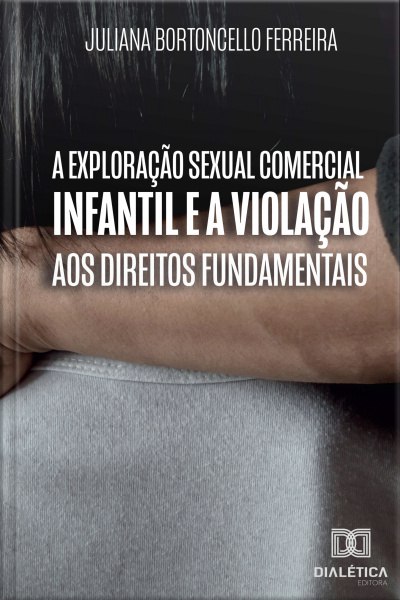 JULIANA BORTONCELLO FERREIRA
A EXPLORAÇÃO SEXUAL COMERCIAL
INFANTIL E A VIOLAÇÃO
AOS DIREITOS FUNDAMENTAIS
DIALÉTICA
EDITORA